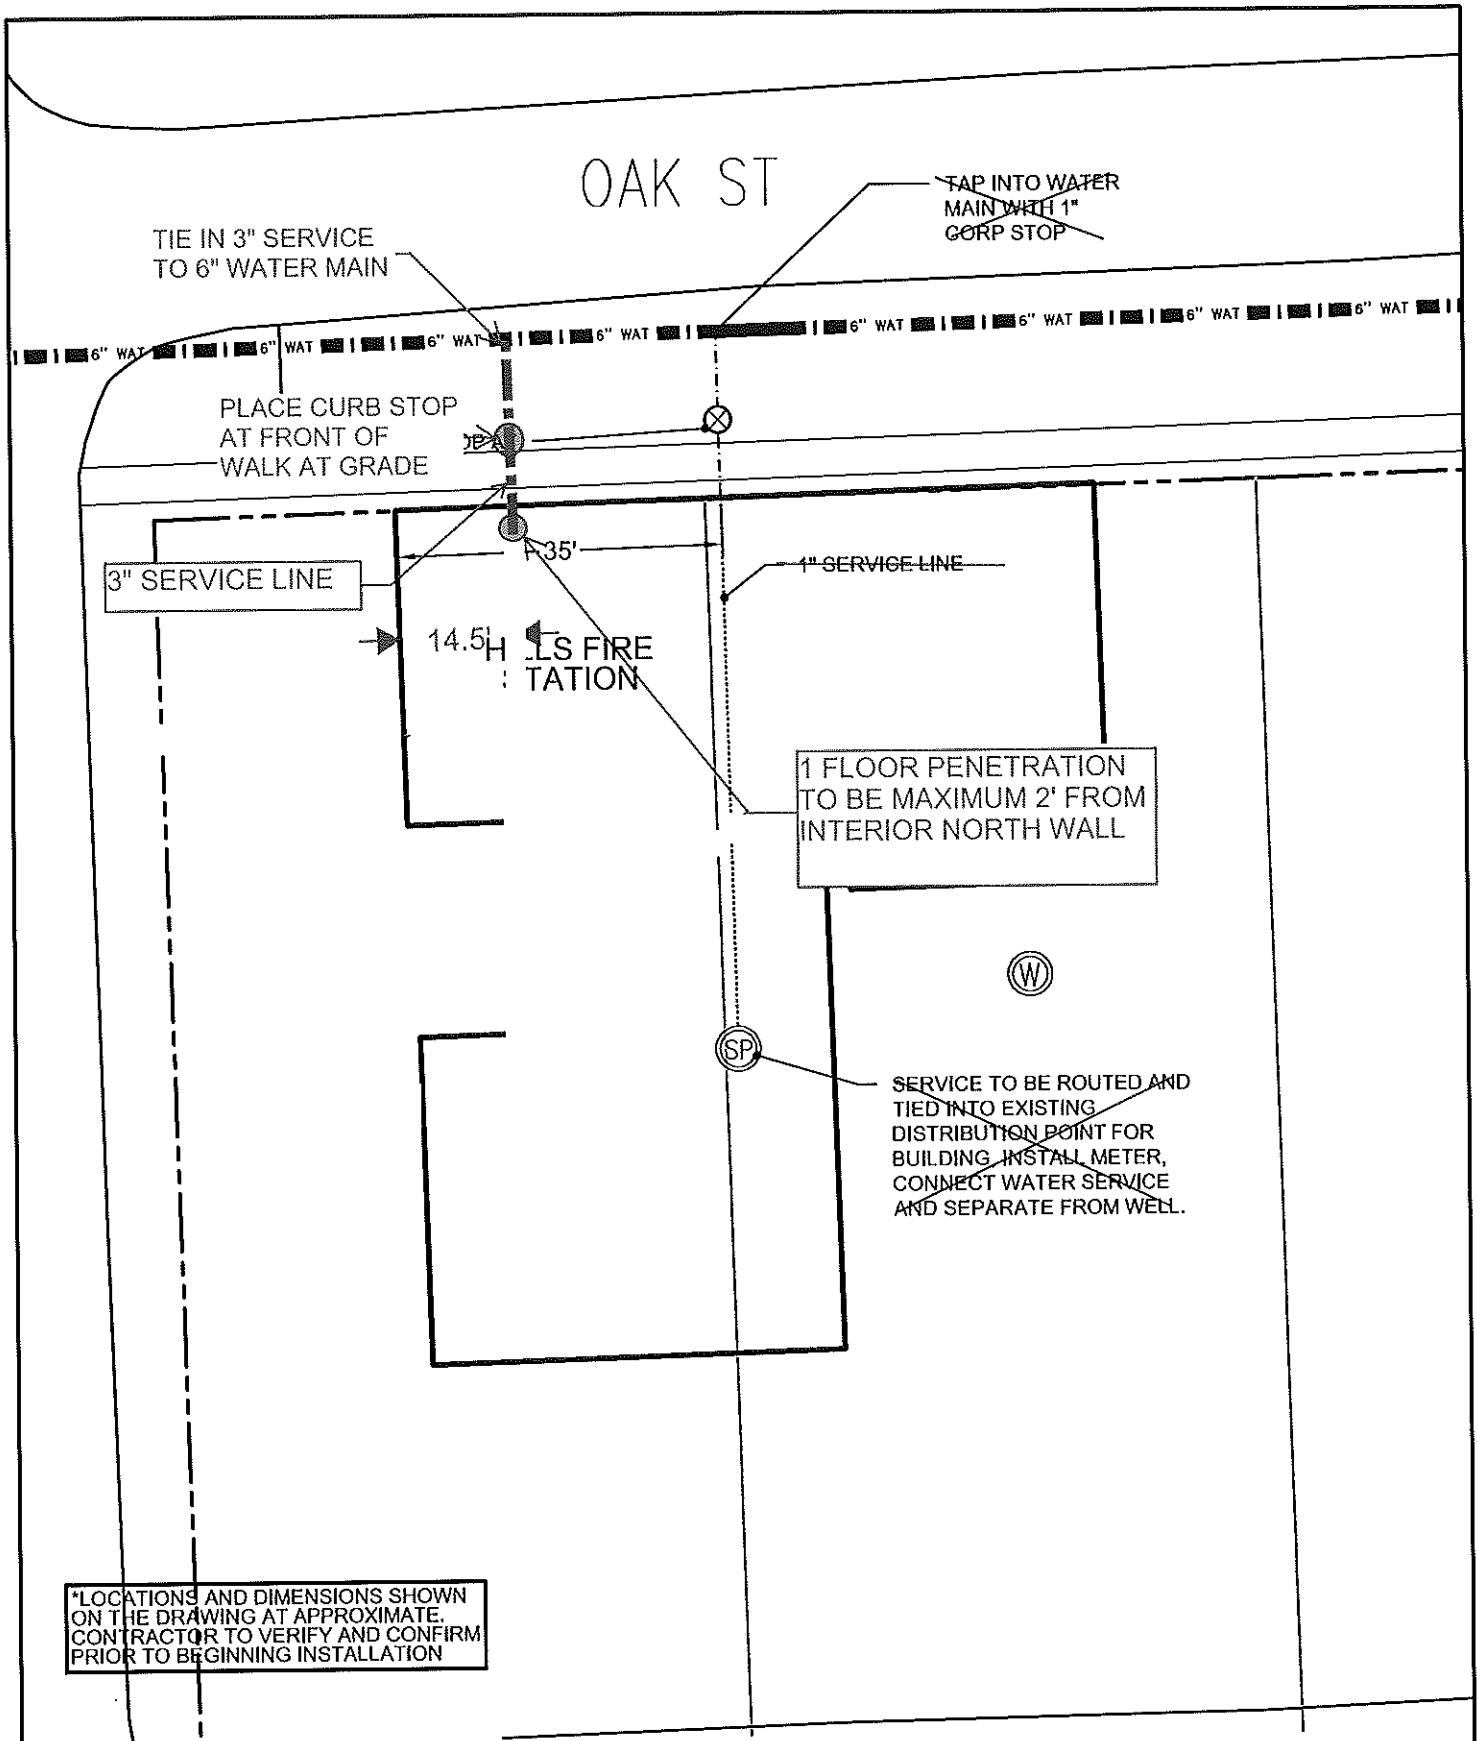 OAK ST
TAP INTO WATER
MAIN WITH 1"
CORP STOP
TIE IN 3" SERVICE
TO 6" WATER MAIN
6" WAT
6" WAT
6" WAT
6" WAT
6" WAT
6" WAT
6" WAT
6" WAT
PLACE CURB STOP
AT FRONT OF
WALK AT GRADE
35'
3" SERVICE LINE
1" SERVICE LINE
14.5'
LS FIRE
TATION
1 FLOOR PENETRATION
TO BE MAXIMUM 2' FROM
INTERIOR NORTH WALL
W
SP
SERVICE TO BE ROUTED AND
TIED INTO EXISTING
DISTRIBUTION POINT FOR
BUILDING, INSTALL METER,
CONNECT WATER SERVICE
AND SEPARATE FROM WELL.
*LOCATIONS AND DIMENSIONS SHOWN
ON THE DRAWING AT APPROXIMATE.
CONTRACTOR TO VERIFY AND CONFIRM
PRIOR TO BEGINNING INSTALLATION